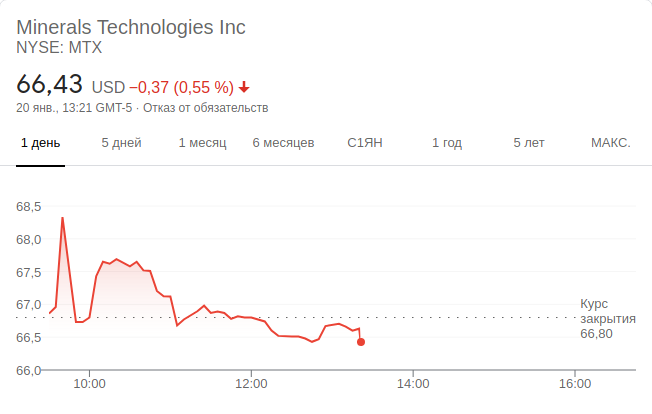 Minerals Technologies Inc
NYSE: MTX
66,43 USD −0,37 (0,55 %)
20 янв., 13:21 GMT-5 · Отказ от обязательств
1 день 5 дней 1 месяц 6 месяцев С1ЯН 1 год 5 лет МАКС.
68,5
68,0
67,5
67,0
66,5
66,0
Курс
закрытия
66,80
10:00 12:00 14:00 16:00